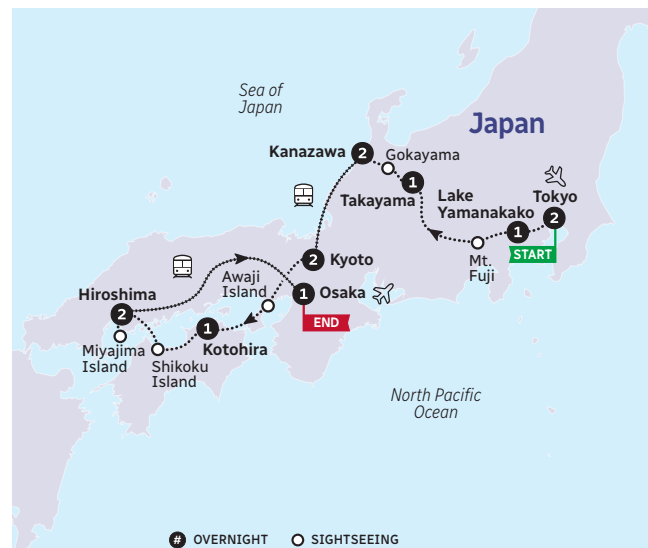 Sea of
Japan
Japan
Kanazawa
2
Gokayama
1
Takayama
Lake
Yamanakako
1
Tokyo
2
START
Mt.
Fuji
2
Kyoto
Awaji
Island
1
Osaka
END
Hiroshima
2
Miyajima
Island
Shikoku
Island
1
Kotohira
North Pacific
Ocean
# OVERNIGHT
SIGHTSEEING